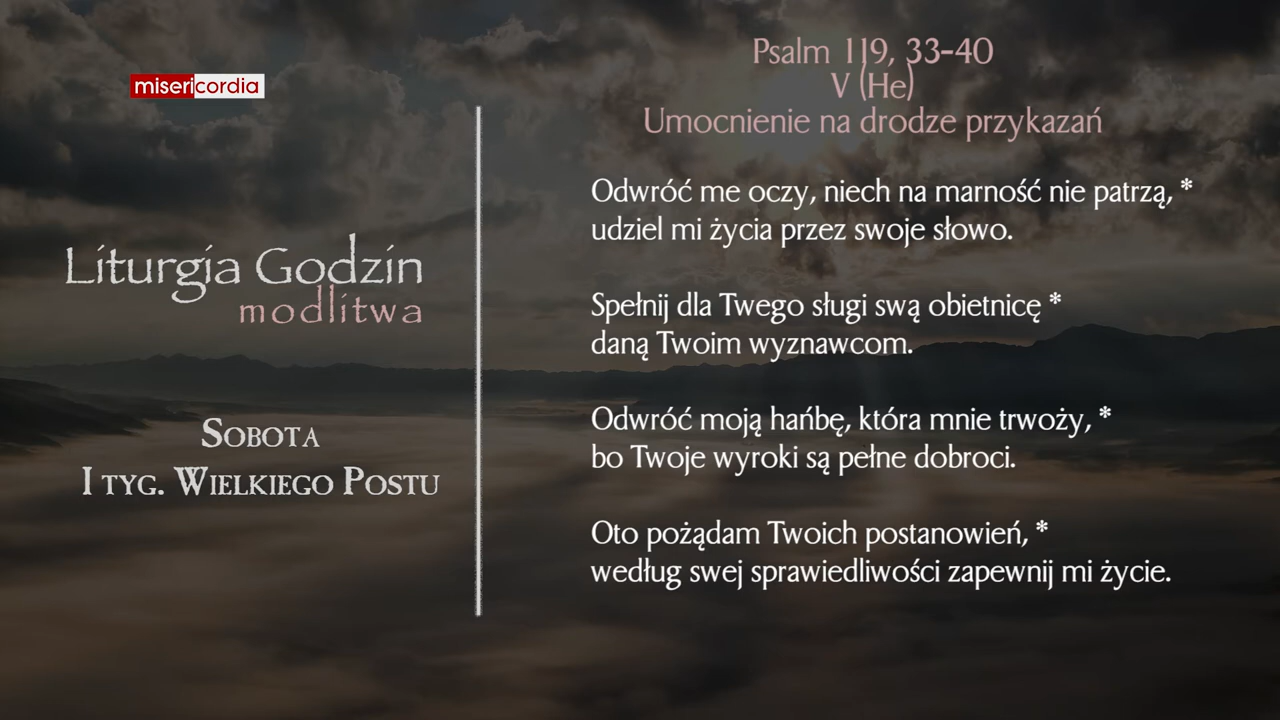 misericordia
Liturgia Godzin
modlitwa
Sobota
I tyg. Wielkiego Postu
Psalm 119, 33-40
V (He)
Umocnienie na drodze przykazań
Odwróć me oczy, niech na marność nie patrzą, *
udziel mi życia przez swoje słowo.
Spełnij dla Twego sługi swą obietnicę *
daną Twoim wyznawcom.
Odwróć moją hańbę, która mnie trwoży, *
bo Twoje wyroki są pełne dobroci.
Oto pożądam Twoich postanowień, *
według swej sprawiedliwości zapewnij mi życie.